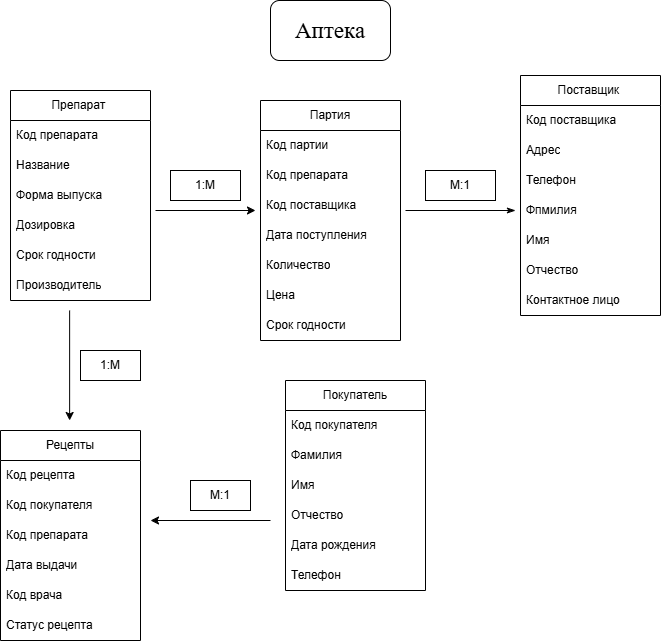 Аптека
Препарат
Код препарата
Название
Форма выпуска
Дозировка
Срок годности
Производитель
1:М
Партия
Код партии
Код препарата
Код поставщика
Дата поступления
Количество
Цена
Срок годности
М:1
Поставщик
Код поставщика
Адрес
Телефон
Фпмилия
Имя
Отчество
Контактное лицо
1:М
Рецепты
Код рецепта
Код покупателя
Код препарата
Дата выдачи
Код врача
Статус рецепта
М:1
Покупатель
Код покупателя
Фамилия
Имя
Отчество
Дата рождения
Телефон